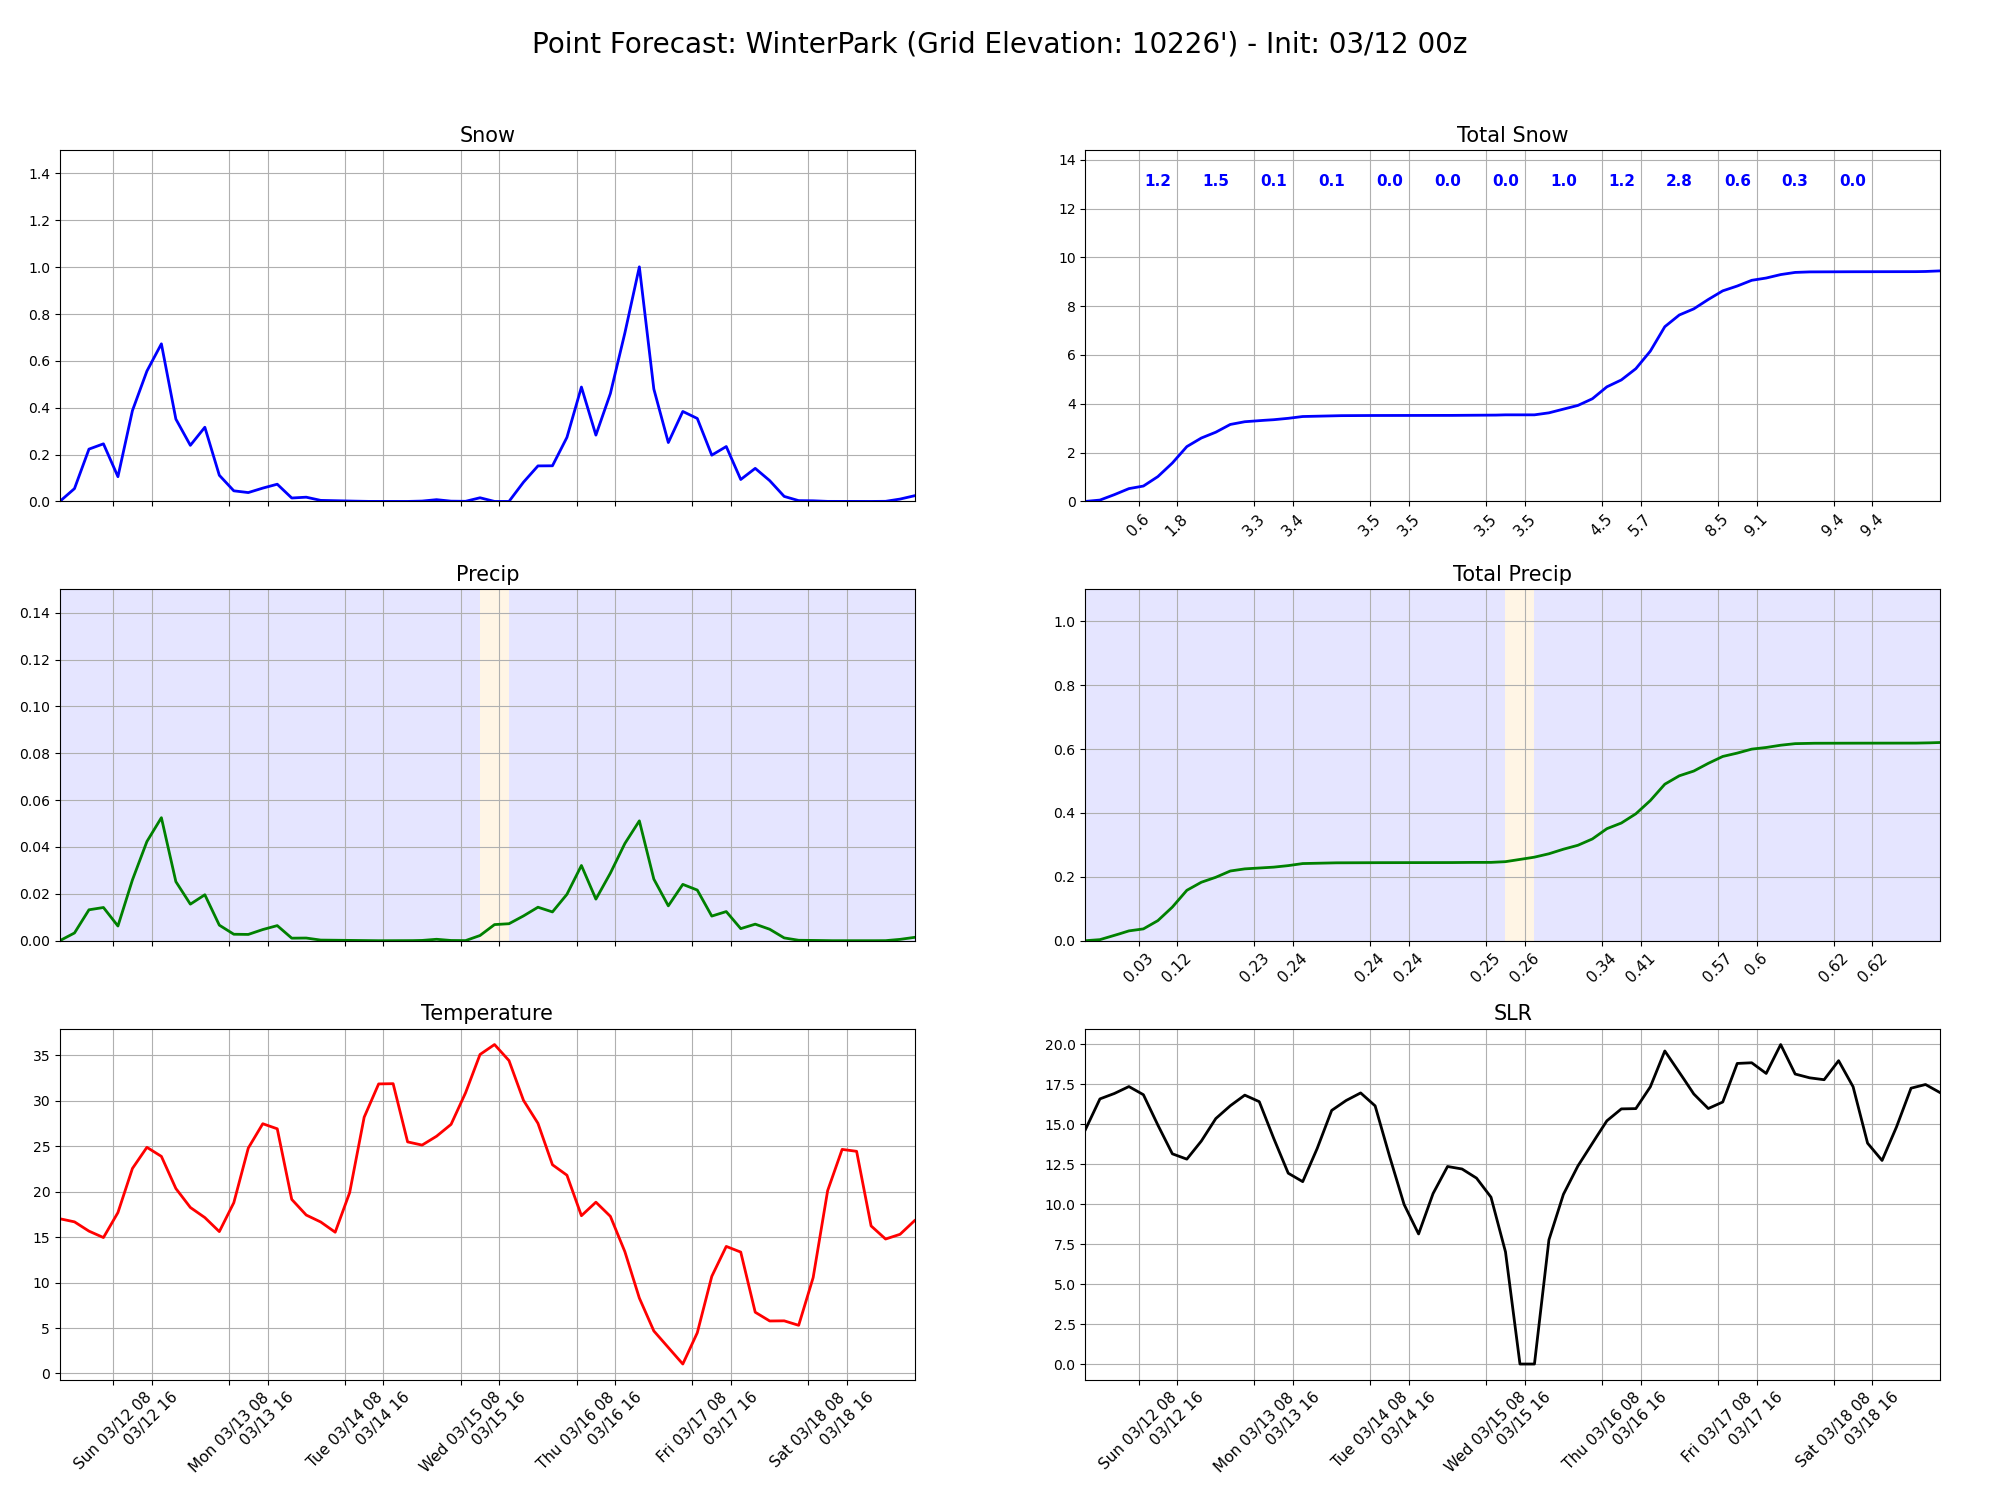 Point Forecast: WinterPark (Grid Elevation: 10226') - Init: 03/12 00z
Snow
1.4
1.2
1.0
0.8
0.6
0.4
0.2
0.0
Total Snow
14
12
10
8
6
4
2
0
1.2 1.5 0.1 0.1 0.0 0.0 0.0 1.0 1.2 2.8 0.6 0.3 0.0
0.6 1.8 3.3 3.4 3.5 3.5 3.5 3.5 4.5 5.7 8.5 9.1 9.4 9.4
Precip
0.14
0.12
0.10
0.08
0.06
0.04
0.02
0.00
Total Precip
1.0
0.8
0.6
0.4
0.2
0.0
0.03 0.12 0.23 0.24 0.24 0.24 0.25 0.26 0.34 0.41 0.57 0.6 0.62 0.62
Temperature
35
30
25
20
15
10
5
0
Sun 03/12 08
03/12 16
Mon 03/13 08
03/13 16
Tue 03/14 08
03/14 16
Wed 03/15 08
03/15 16
Thu 03/16 08
03/16 16
Fri 03/17 08
03/17 16
Sat 03/18 08
03/18 16
SLR
20.0
17.5
15.0
12.5
10.0
7.5
5.0
2.5
0.0
Sun 03/12 08
03/12 16
Mon 03/13 08
03/13 16
Tue 03/14 08
03/14 16
Wed 03/15 08
03/15 16
Thu 03/16 08
03/16 16
Fri 03/17 08
03/17 16
Sat 03/18 08
03/18 16